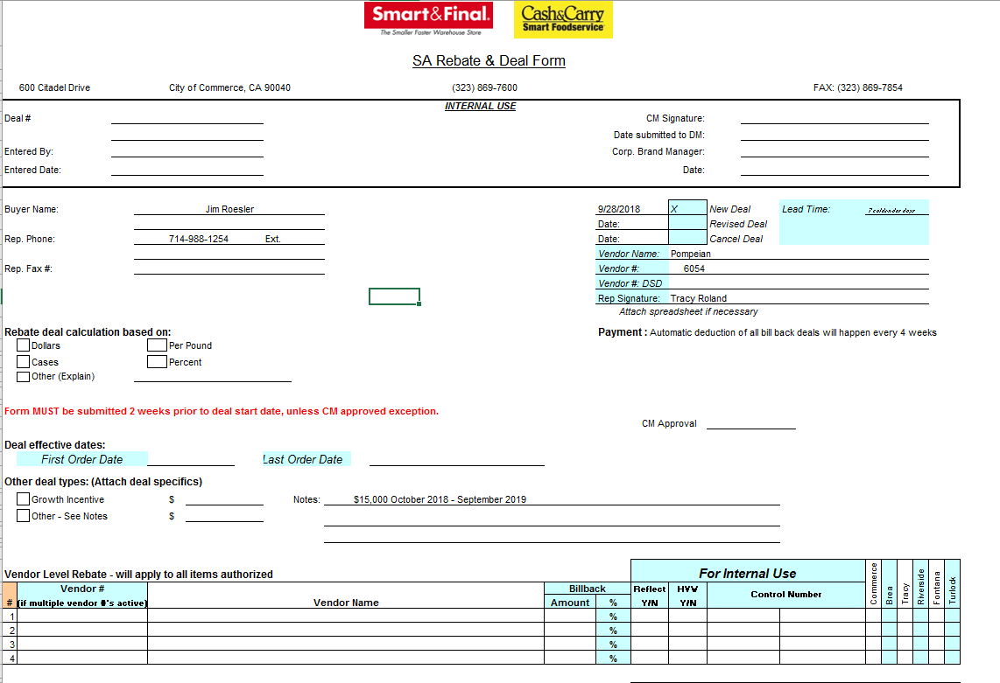 Smart&Final.
The Smaller Faster Warehouse Store
Cash&Carry
Smart Foodservice
SA Rebate & Deal Form
600 Citadel Drive City of Commerce, CA 90040 (323) 869-7600 FAX: (323) 869-7854
INTERNAL USE
Deal # CM Signature:
Date submitted to DM:
Entered By: Corp. Brand Manager:
Entered Date: Date:
Buyer Name: Jim Roesler 9/28/2018 X New Deal Lead Time: 7 calendar days
Date: Revised Deal
Rep. Phone: 714-988-1254 Ext. Date: Cancel Deal
Vendor Name: Pompeian
Rep. Fax #: Vendor #: 6054
Vendor #: DSD
Rep Signature: Tracy Roland
Attach spreadsheet if necessary
Rebate deal calculation based on: Payment : Automatic deduction of all bill back deals will happen every 4 weeks
Dollars Per Pound
Cases Percent
Other (Explain)
Form MUST be submitted 2 weeks prior to deal start date, unless CM approved exception.
CM Approval
Deal effective dates:
First Order Date Last Order Date
Other deal types: (Attach deal specifics)
Growth Incentive $ Notes: $15,000 October 2018 - September 2019
Other - See Notes $
Vendor Level Rebate - will apply to all items authorized For Internal Use Commerce Brea Tracy Riverside Fontana Turlock
Vendor # Billback Reflect HVW Control Number
# (if multiple vendor #'s active) Vendor Name Amount % Y/N Y/N
1 %
2 %
3 %
4 %